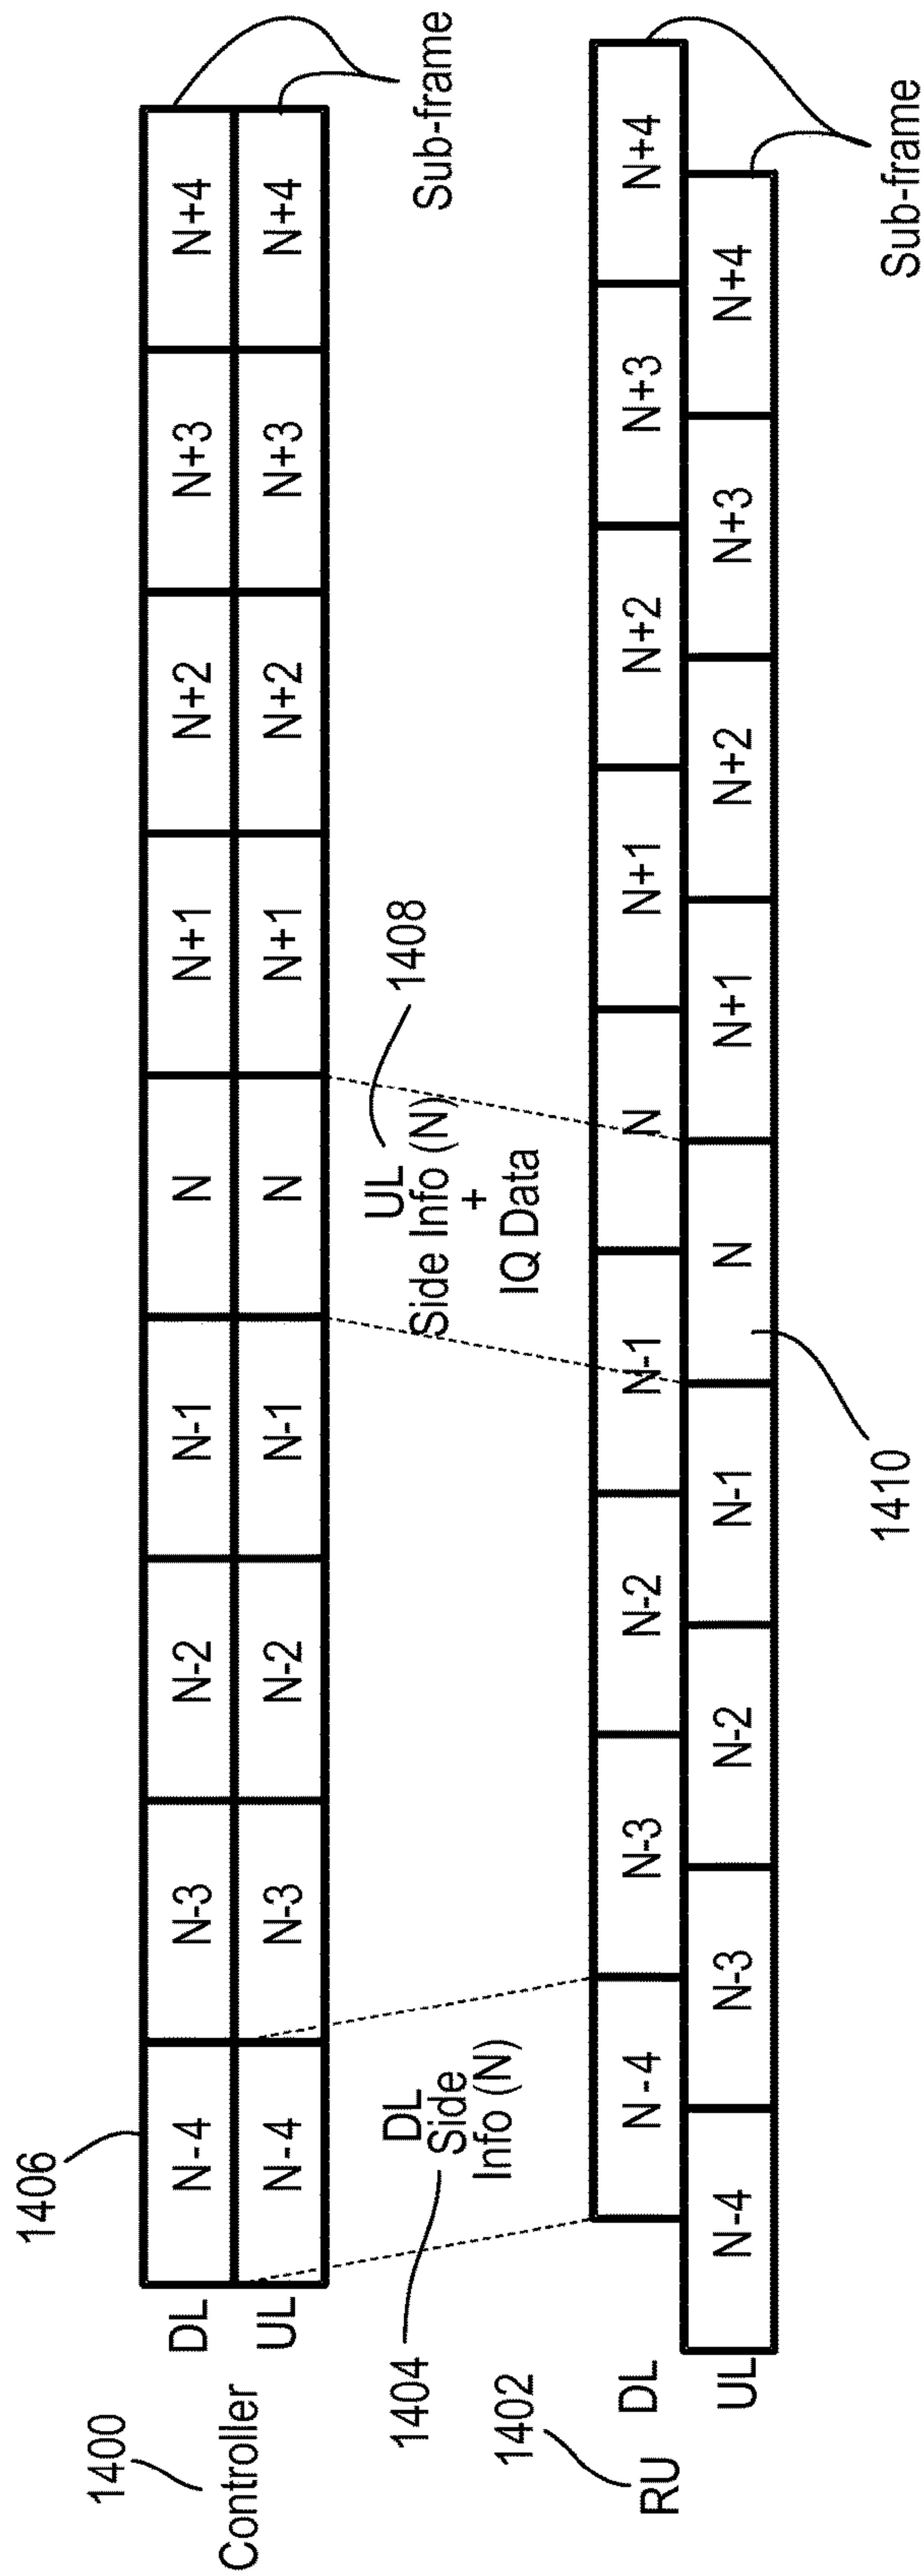 1400
Controller
1406
DL
N-4
N-3
N-2
N-1
N
N+1
N+2
N+3
N+4
UL
N-4
N-3
N-2
N-1
N
N+1
N+2
N+3
N+4
Sub-frame
1404
DL
Side
Info (N)
UL
Side Info (N)
+
IQ Data
1408
1402
RU
DL
N-4
N-3
N-2
N-1
N
N+1
N+2
N+3
N+4
UL
N-4
N-3
N-2
N-1
N
N+1
N+2
N+3
N+4
1410
Sub-frame